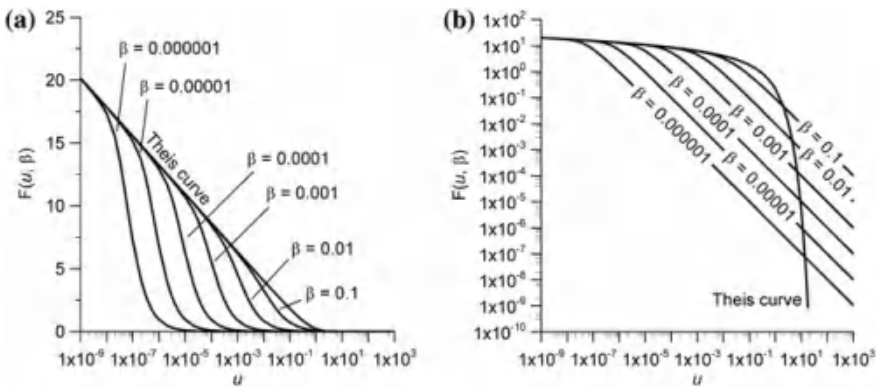 (a)
25
20
15
10
5
0
F(u, β)
β = 0.000001
β = 0.00001
Theis curve
β = 0.0001
β = 0.001
β = 0.01
β = 0.1
1x10⁻⁹ 1x10⁻⁷ 1x10⁻⁵ 1x10⁻³ 1x10⁻¹ 1x10¹ 1x10³
u
(b)
1x10²
1x10¹
1x10⁰
1x10⁻¹
1x10⁻²
1x10⁻³
1x10⁻⁴
1x10⁻⁵
1x10⁻⁶
1x10⁻⁷
1x10⁻⁸
1x10⁻⁹
1x10⁻¹⁰
F(u, β)
β = 0.1
β = 0.01
β = 0.001
β = 0.0001
β = 0.00001
β = 0.000001
Theis curve
1x10⁻⁹ 1x10⁻⁷ 1x10⁻⁵ 1x10⁻³ 1x10⁻¹ 1x10¹ 1x10³
u